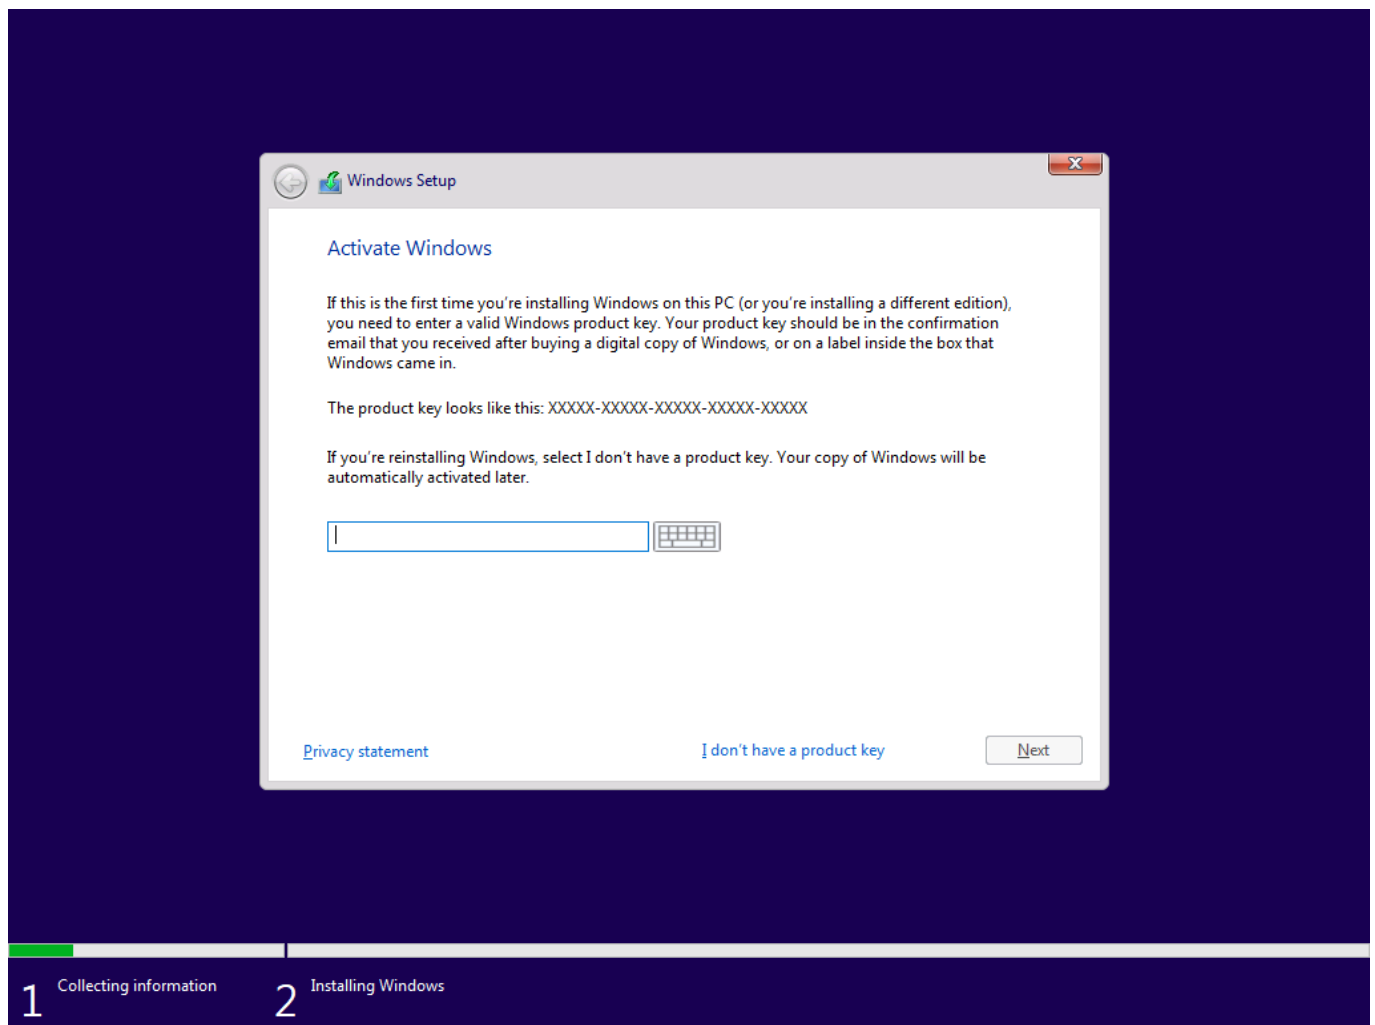 Windows Setup
Activate Windows
If this is the first time you're installing Windows on this PC (or you're installing a different edition),
you need to enter a valid Windows product key. Your product key should be in the confirmation
email that you received after buying a digital copy of Windows, or on a label inside the box that
Windows came in.
The product key looks like this: XXXXX-XXXXX-XXXXX-XXXXX-XXXXX
If you're reinstalling Windows, select I don't have a product key. Your copy of Windows will be
automatically activated later.
Privacy statement
I don't have a product key
Next
1 Collecting information
2 Installing Windows